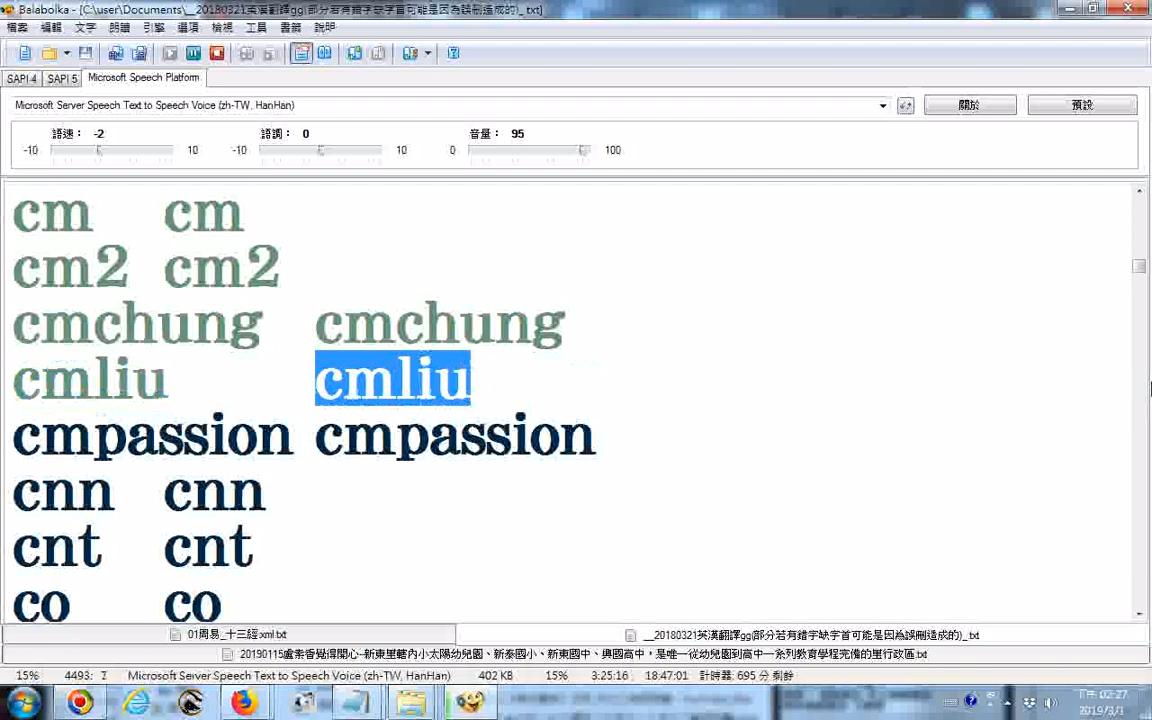 Balabolka - [C:\user\Documents\__20180321英漢翻譯gg(部分若有錯字缺字首可能是因為誤刪造成的)_.txt]
檔案 編輯 文字 朗讀 引擎 選項 檢視 工具 書籤 說明
SAPI 4 SAPI 5 Microsoft Speech Platform
Microsoft Server Speech Text to Speech Voice (zh-TW, HanHan) 關於 預設
語速： -2 語調： 0 音量： 95
-10 10 -10 10 0 100
cm cm
cm2 cm2
cmchung cmchung
cmliu cmliu
cmpassion cmpassion
cnn cnn
cnt cnt
co co
01周易_十三經.xml.txt __20180321英漢翻譯gg(部分若有錯字缺字首可能是因為誤刪造成的)_.txt
20190115盧素香覺得開心-新東里轄內小太陽幼兒園、新泰國小、新東國中、興國高中，是唯一從幼兒園到高中一系列教育學程完備的里行政區.txt
15% 4493: 7 Microsoft Server Speech Text to Speech Voice (zh-TW, HanHan) 402 KB 15% 3:25:16 18:47:01 計時器: 695 分 剩餘
下午 02:27
2019/3/1